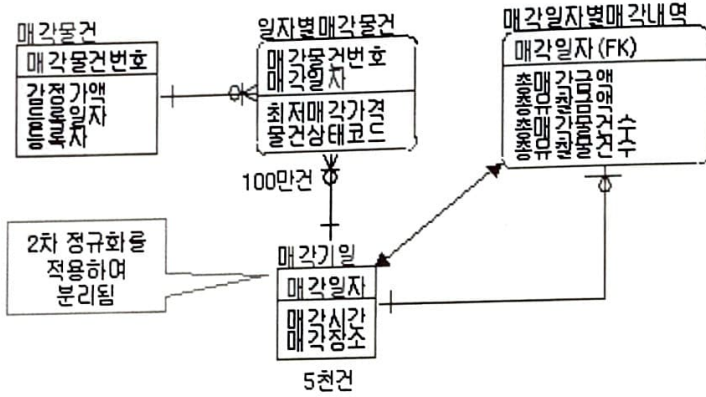 매각물건
매각물건번호
감정가액
등록일자
등록자
일자별매각물건
매각물건번호
매각일자
최저매각가격
물건상태코드
100만건
매각일자별매각내역
매각일자(FK)
총매각금액
총유찰금액
총매각물건수
총유찰물건수
2차 정규화를
적용하여
분리됨
매각기일
매각일자
매각시간
매각장소
5천건